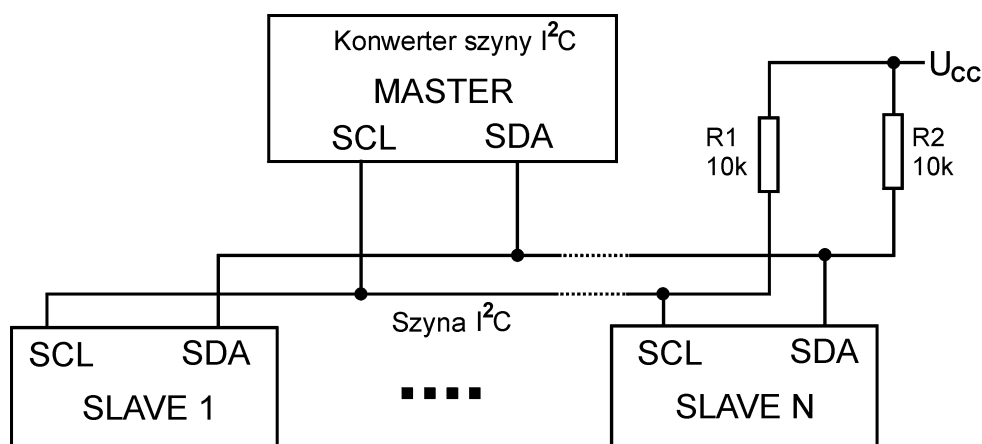 Konwerter szyny I²C
MASTER
SCL SDA
U_CC
R1
10k
R2
10k
Szyna I²C
SCL SDA
SLAVE 1
SCL SDA
SLAVE N